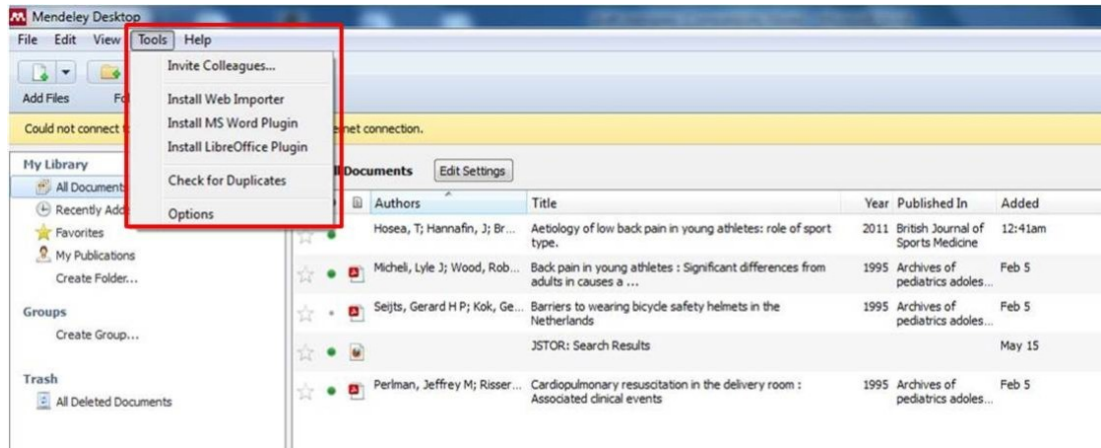 Mendeley Desktop
File Edit View Tools Help
Invite Colleagues...
Install Web Importer
Install MS Word Plugin
Install LibreOffice Plugin
Check for Duplicates
Options
Add Files
Could not connect
net connection.
My Library
All Document
Recently Add
Favorites
My Publications
Create Folder...
Groups
Create Group...
Trash
All Deleted Documents
Documents Edit Settings
Authors Title Year Published In Added
Hosea, T; Hannafin, J; Br... Aetiology of low back pain in young athletes: role of sport 2011 British Journal of 12:41am
type. Sports Medicine
Micheli, Lyle J; Wood, Rob... Back pain in young athletes : Significant differences from 1995 Archives of Feb 5
adults in causes a ... pediatrics adoles...
Seijts, Gerard H P; Kok, Ge... Barriers to wearing bicycle safety helmets in the 1995 Archives of Feb 5
Netherlands pediatrics adoles...
JSTOR: Search Results May 15
Perlman, Jeffrey M; Risser... Cardiopulmonary resuscitation in the delivery room : 1995 Archives of Feb 5
Associated clinical events pediatrics adoles...